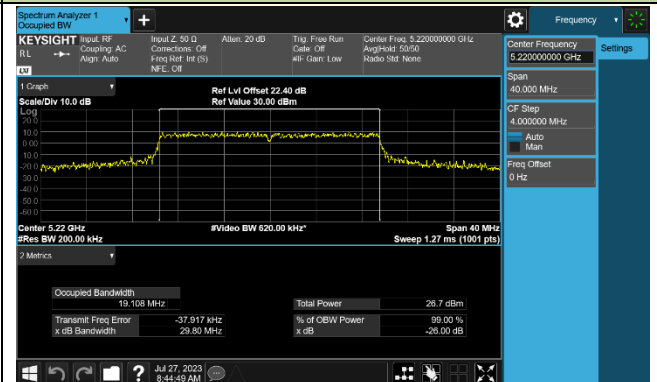 Spectrum Analyzer 1
Occupied BW
Frequency
KEYSIGHT
RL
LXI
Input: RF
Coupling: AC
Align: Auto
Input Z: 50 Ω
Corrections: Off
Freq Ref: Int (S)
NFE: Off
Atten: 20 dB
Trig: Free Run
Gate: Off
#IF Gain: Low
Center Freq: 5.220000000 GHz
Avg|Hold: 50/50
Radio Std: None
Center Frequency
5.220000000 GHz
Settings
Span
40.000 MHz
CF Step
4.000000 MHz
Auto
Man
Freq Offset
0 Hz
1 Graph
Scale/Div 10.0 dB
Ref Lvl Offset 22.40 dB
Ref Value 30.00 dBm
Log
20.0
10.0
0.00
-10.0
-20.0
-30.0
-40.0
-50.0
-60.0
Center 5.22 GHz
#Res BW 200.00 kHz
#Video BW 620.00 kHz*
Span 40 MHz
Sweep 1.27 ms (1001 pts)
2 Metrics
Occupied Bandwidth
19.108 MHz
Total Power 26.7 dBm
Transmit Freq Error -37.917 kHz
% of OBW Power 99.00 %
x dB Bandwidth 29.80 MHz
x dB -26.00 dB
?
Jul 27, 2023
8:44:49 AM